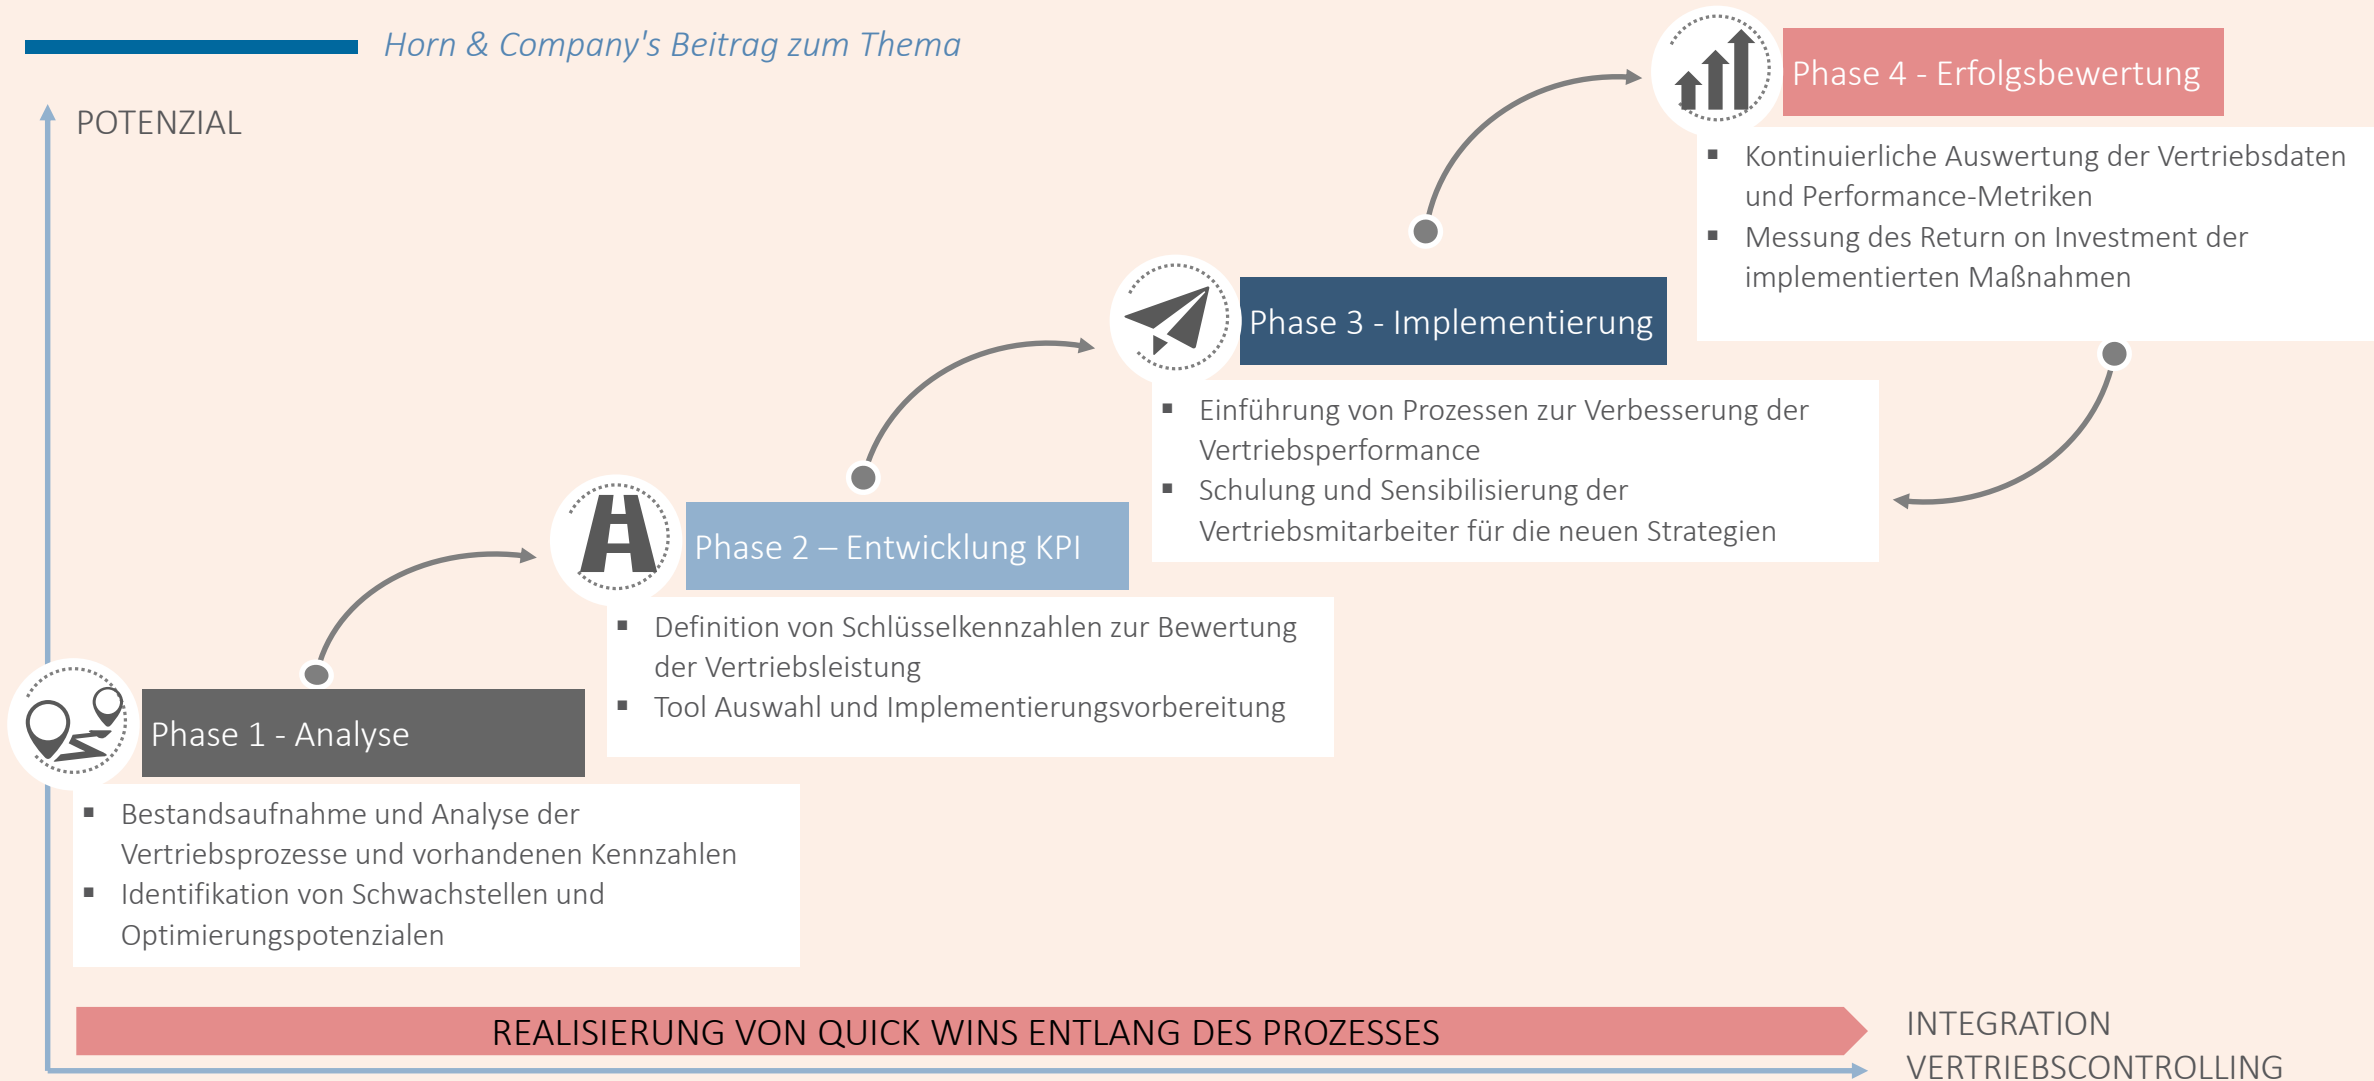 Horn & Company's Beitrag zum Thema
POTENZIAL
Phase 4 - Erfolgsbewertung
▪ Kontinuierliche Auswertung der Vertriebsdaten
und Performance-Metriken
▪ Messung des Return on Investment der
implementierten Maßnahmen
Phase 3 - Implementierung
▪ Einführung von Prozessen zur Verbesserung der
Vertriebsperformance
▪ Schulung und Sensibilisierung der
Vertriebsmitarbeiter für die neuen Strategien
Phase 2 – Entwicklung KPI
▪ Definition von Schlüsselkennzahlen zur Bewertung
der Vertriebsleistung
▪ Tool Auswahl und Implementierungsvorbereitung
Phase 1 - Analyse
▪ Bestandsaufnahme und Analyse der
Vertriebsprozesse und vorhandenen Kennzahlen
▪ Identifikation von Schwachstellen und
Optimierungspotenzialen
REALISIERUNG VON QUICK WINS ENTLANG DES PROZESSES
INTEGRATION
VERTRIEBSCONTROLLING